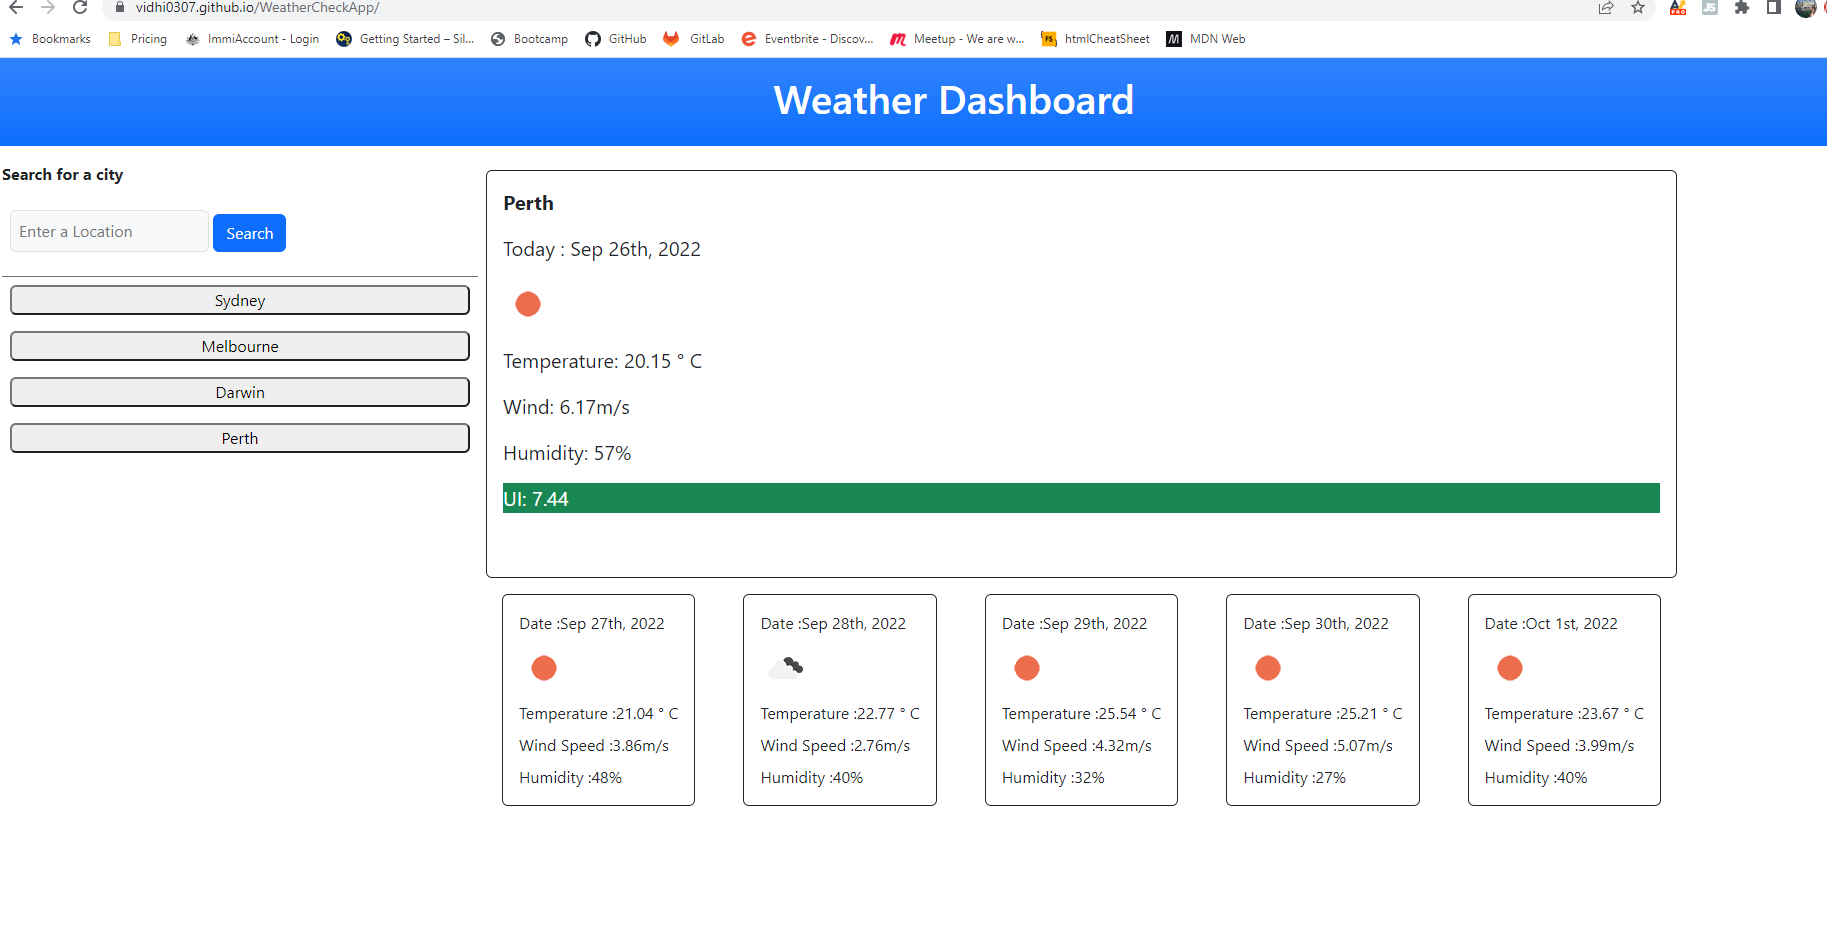 vidhi0307.github.io/WeatherCheckApp/
Bookmarks Pricing ImmiAccount - Login Getting Started – Sil... Bootcamp GitHub GitLab Eventbrite - Discov... Meetup - We are w... htmlCheatSheet MDN Web
Weather Dashboard
Search for a city
Enter a Location Search
Sydney
Melbourne
Darwin
Perth
Perth
Today : Sep 26th, 2022
Temperature: 20.15 ° C
Wind: 6.17m/s
Humidity: 57%
UI: 7.44
Date :Sep 27th, 2022
Temperature :21.04 ° C
Wind Speed :3.86m/s
Humidity :48%
Date :Sep 28th, 2022
Temperature :22.77 ° C
Wind Speed :2.76m/s
Humidity :40%
Date :Sep 29th, 2022
Temperature :25.54 ° C
Wind Speed :4.32m/s
Humidity :32%
Date :Sep 30th, 2022
Temperature :25.21 ° C
Wind Speed :5.07m/s
Humidity :27%
Date :Oct 1st, 2022
Temperature :23.67 ° C
Wind Speed :3.99m/s
Humidity :40%